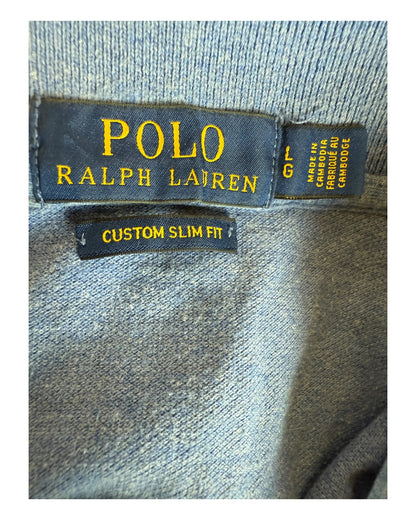 POLO
RALPH LAUREN
L
G
MADE IN
CAMBODIA
FABRIQUÉ AU
CAMBODGE
CUSTOM SLIM FIT